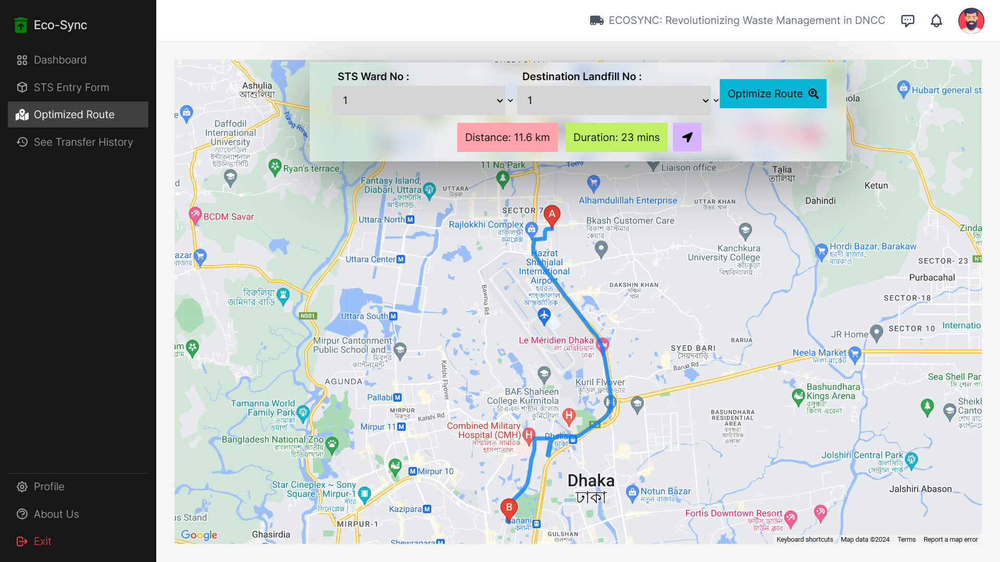 Eco-Sync
Dashboard
STS Entry Form
Optimized Route
See Transfer History
Profile
About Us
Exit
ECOSYNC: Revolutionizing Waste Management in DNCC
STS Ward No :
1
Destination Landfill No :
1
Optimize Route
Distance: 11.6 km
Duration: 23 mins
Ashulia
আশুলিয়া
Turag River
Hubart general st
Daffodil
International
University
ড্যাফোডিল
ইন্টারন্যাশনাল
ইউনিভার্সিটি
Ryan's terrace
11 No Park
Liaison office
Talia
তালিয়া
Ketun
Dahindi
Fantasy Island,
Diabari, Uttara
ফ্যান্টাসি
আইল্যান্ড...
UTTARA
উত্তরা
Alhamdulillah Enterprise
UTTAR KHAN
উত্তর খান
BCDM Savar
Uttara North
M
SECTOR 7
A
Rajlokkhi Complex
রাজলক্ষ্মী
কমপ্লেক্স
Bkash Customer Care
বিকাশ কাস্টমার
কেয়ার
Zinda
Kanchkura
University College
কাঁচকুড়া
বিশ্ববিদ্যালয়...
Hordi Bazar, Barakaw
হরদী বাজার,
বারকাও
SECTOR- 23
N1
Purbacahal
azar
বাজার
Uttara Center
M
Hazrat
Shahjalal
International
Airport
হযরত
শাহ্জালাল
আন্তর্জাতিক...
Bawnia Rd
DAKSHIN KHAN
দক্ষিন
খান
SECTOR-18
বিরুলিয়া
জমিদার বাড়ি
N501
Uttara South
M
Internatio
SECTOR 10
JR Home
Mirpur Cantonment
Public School and...
মিরপুর
ক্যান্টনমেন্ট...
Le Méridien Dhaka
লা মেরিডিয়ান
ঢাকা
SYED BARI
সৈয়দবাড়ি
BARUA
Barua Rd
Neela Market
নিলা মার্কেট
Kalshi Flyover
AGUNDA
Kuril Flyover
কুড়িল ফ্লাইওভার
Sea Shell Par
Bashundhara
Kings Arena
বসুন্ধরা
কিংস এরেনা
Pallabi
M
BAF Shaheen
College Kurmitola
বিএএফ শাহীন কলেজ
কুর্মিটোলা
Tamanna World
Family Park
তামান্না
ওয়ার্ল্ড...
MIRPUR
মিরপুর
Kalshi Rd
BASUNDHARA
RESIDENTIAL
AREA
বসুন্ধরা
আবাসিক
এলাকা
Sheikh
Canto
শেখ রাসে
ক্যান্টনমে
Mirpur 11
M
Combined Military
Hospital (CMH)
সম্মিলিত সামরিক
হাসপাতাল...
H
H
Dhaka
ঢাকা
Bangladesh National Zoo
বাংলাদেশ জাতীয়
চিড়িয়াখানা
Jolshiri Central Park
জলসিঁড়ি
সেন্ট্রাল পার্ক
M
Mirpur 10
Dhaka
ঢাকা
Star Cineplex ~ Sony
Square - Mirpur-1
স্টার
সিনেপ্লেক্স |...
Notun Bazar
নতুন বাজার
Jalshiri Abason
Kazipara
M
B
anani
বনানী
Fortis Downtown Resort
ফর্টিস ডাউন
টাউন ক্লাব
us Stand
MIRPUR-1
Google
Ghasirdia
Shewrapara
M
GULSHAN
গুলশান
Keyboard shortcuts
Map data ©2024
Terms
Report a map error